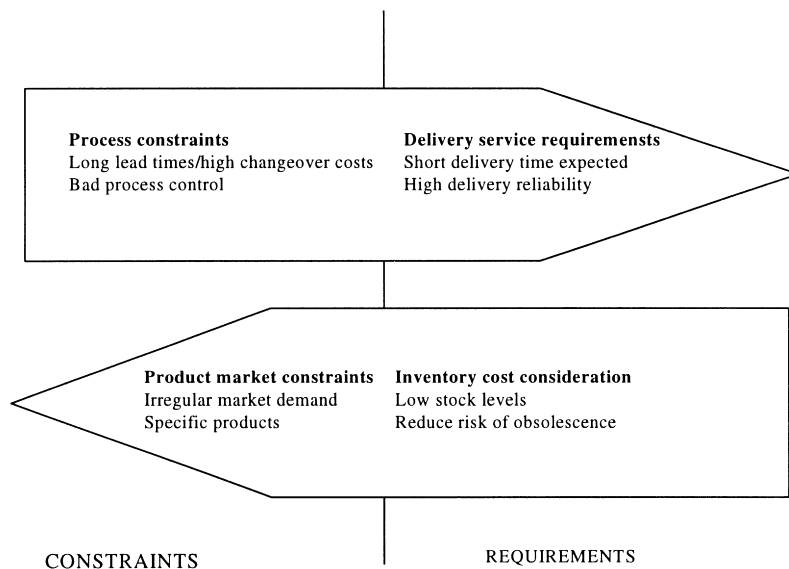 Process constraints
Long lead times/high changeover costs
Bad process control
Delivery service requiremensts
Short delivery time expected
High delivery reliability
Product market constraints
Irregular market demand
Specific products
Inventory cost consideration
Low stock levels
Reduce risk of obsolescence
CONSTRAINTS
REQUIREMENTS